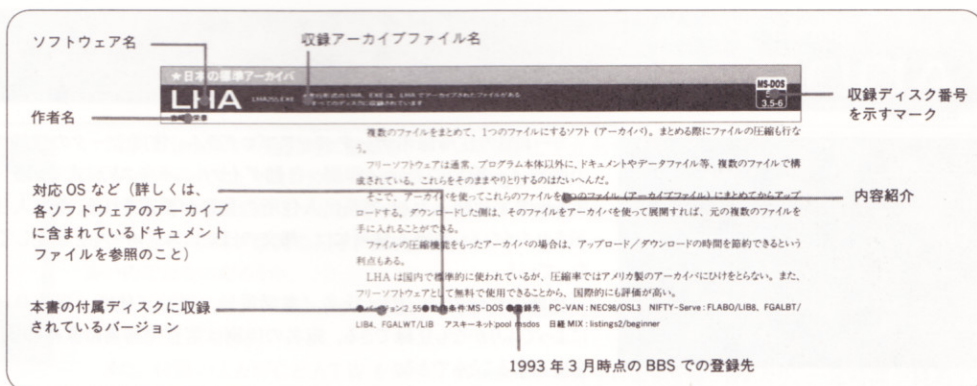 ソフトウェア名
収録アーカイブファイル名
★日本の標準アーカイバ
LHA
MS-DOS
3.5-6
作者名
収録ディスク番号
を示すマーク
複数のファイルをまとめて、1つのファイルにするソフト（アーカイバ）。まとめる際にファイルの圧縮も行な
う。
フリーソフトウェアは通常、プログラム本体以外に、ドキュメントやデータファイル等、複数のファイルで構
成されている。これらをそのままやりとりするのはたいへんだ。
対応OSなど（詳しくは、
各ソフトウェアのアーカイブ
に含まれているドキュメント
ファイルを参照のこと）
そこで、アーカイバを使ってこれらのファイルを のファイル（アーカイブファイル）にまとめてからアップ
ロードする。ダウンロードした側は、そのファイルをアーカイバを使って展開すれば、元の複数のファイルを
手に入れることができる。
内容紹介
ファイルの圧縮機能をもったアーカイバの場合は、アップロード／ダウンロードの時間を節約できるという
利点もある。
LHAは国内で標準的に使われているが、圧縮率ではアメリカ製のアーカイバにひけをとらない。また、
フリーソフトウェアとして無料で使用できることから、国際的にも評価が高い。
本書の付属ディスクに収録
されているバージョン
2.55 条件:MS-DOS 録先 PC-VAN：NEC98/OSL3 NIFTY-Serve：FLABO/LIB8, FGALBT/
LIB4, FGALWT/LIB アスキーネット:pool msdos 日経MIX：listings2/beginner
1993年3月時点のBBSでの登録先